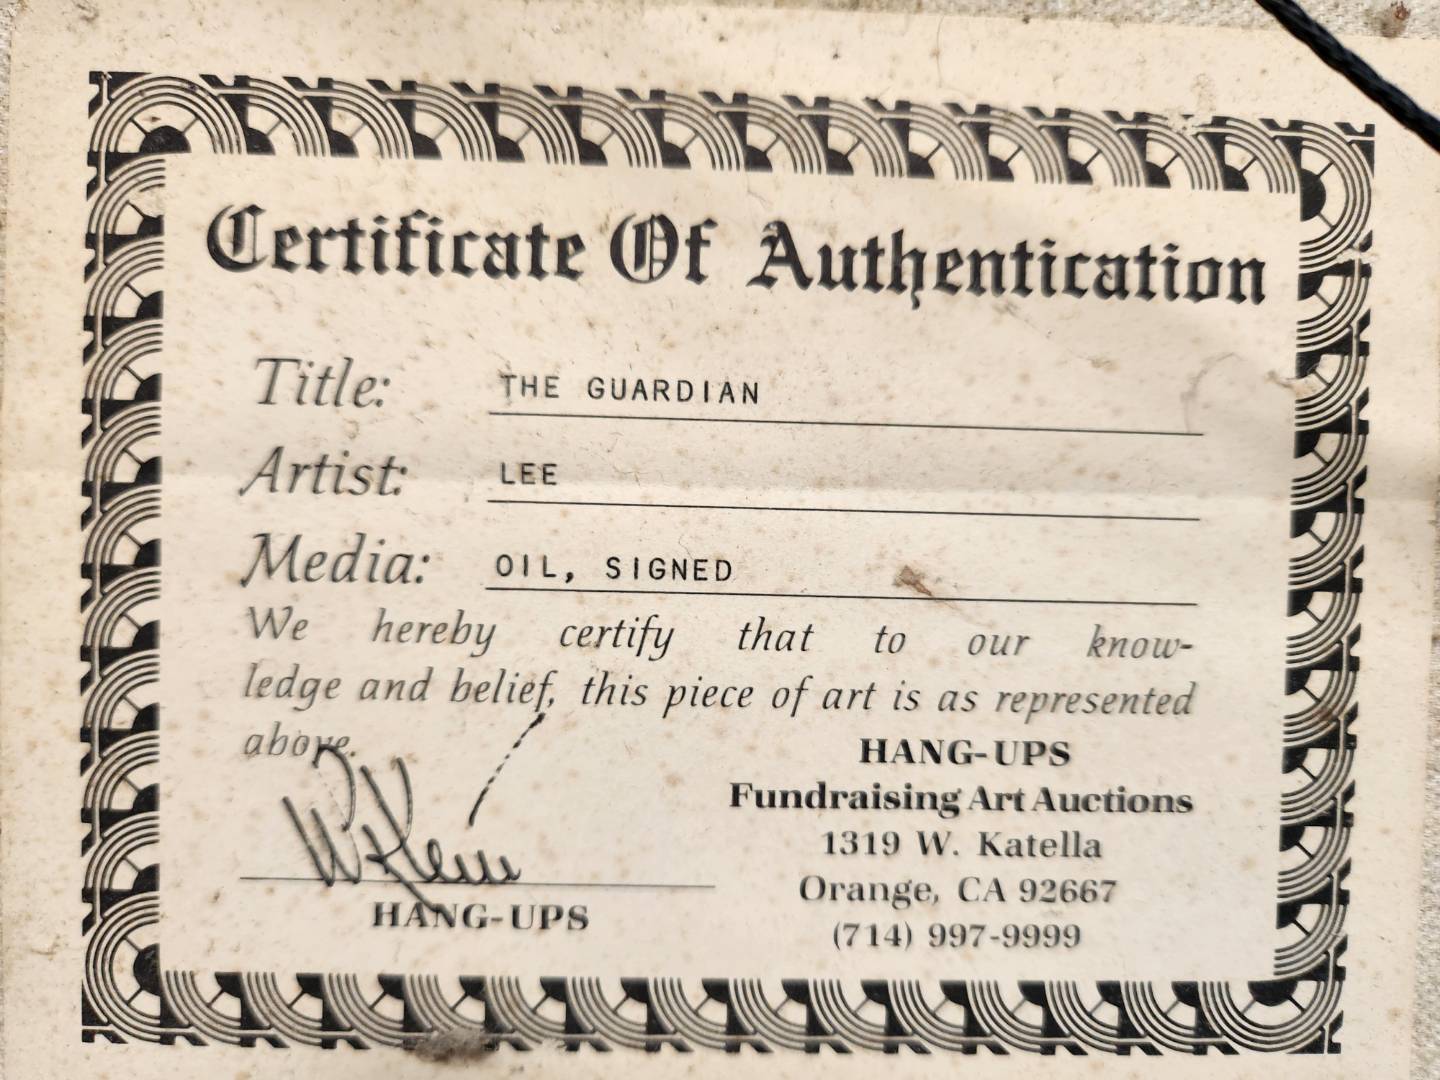 Certificate Of Authentication
Title: THE GUARDIAN
Artist: LEE
Media: OIL, SIGNED
We hereby certify that to our know-
ledge and belief, this piece of art is as represented
above.
HANG-UPS
Fundraising Art Auctions
1319 W. Katella
Orange, CA 92667
(714) 997-9999
HANG-UPS